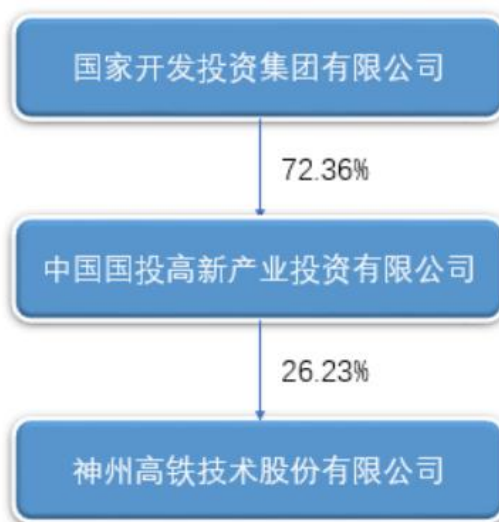 国家开发投资集团有限公司
72.36%
中国国投高新产业投资有限公司
26.23%
神州高铁技术股份有限公司